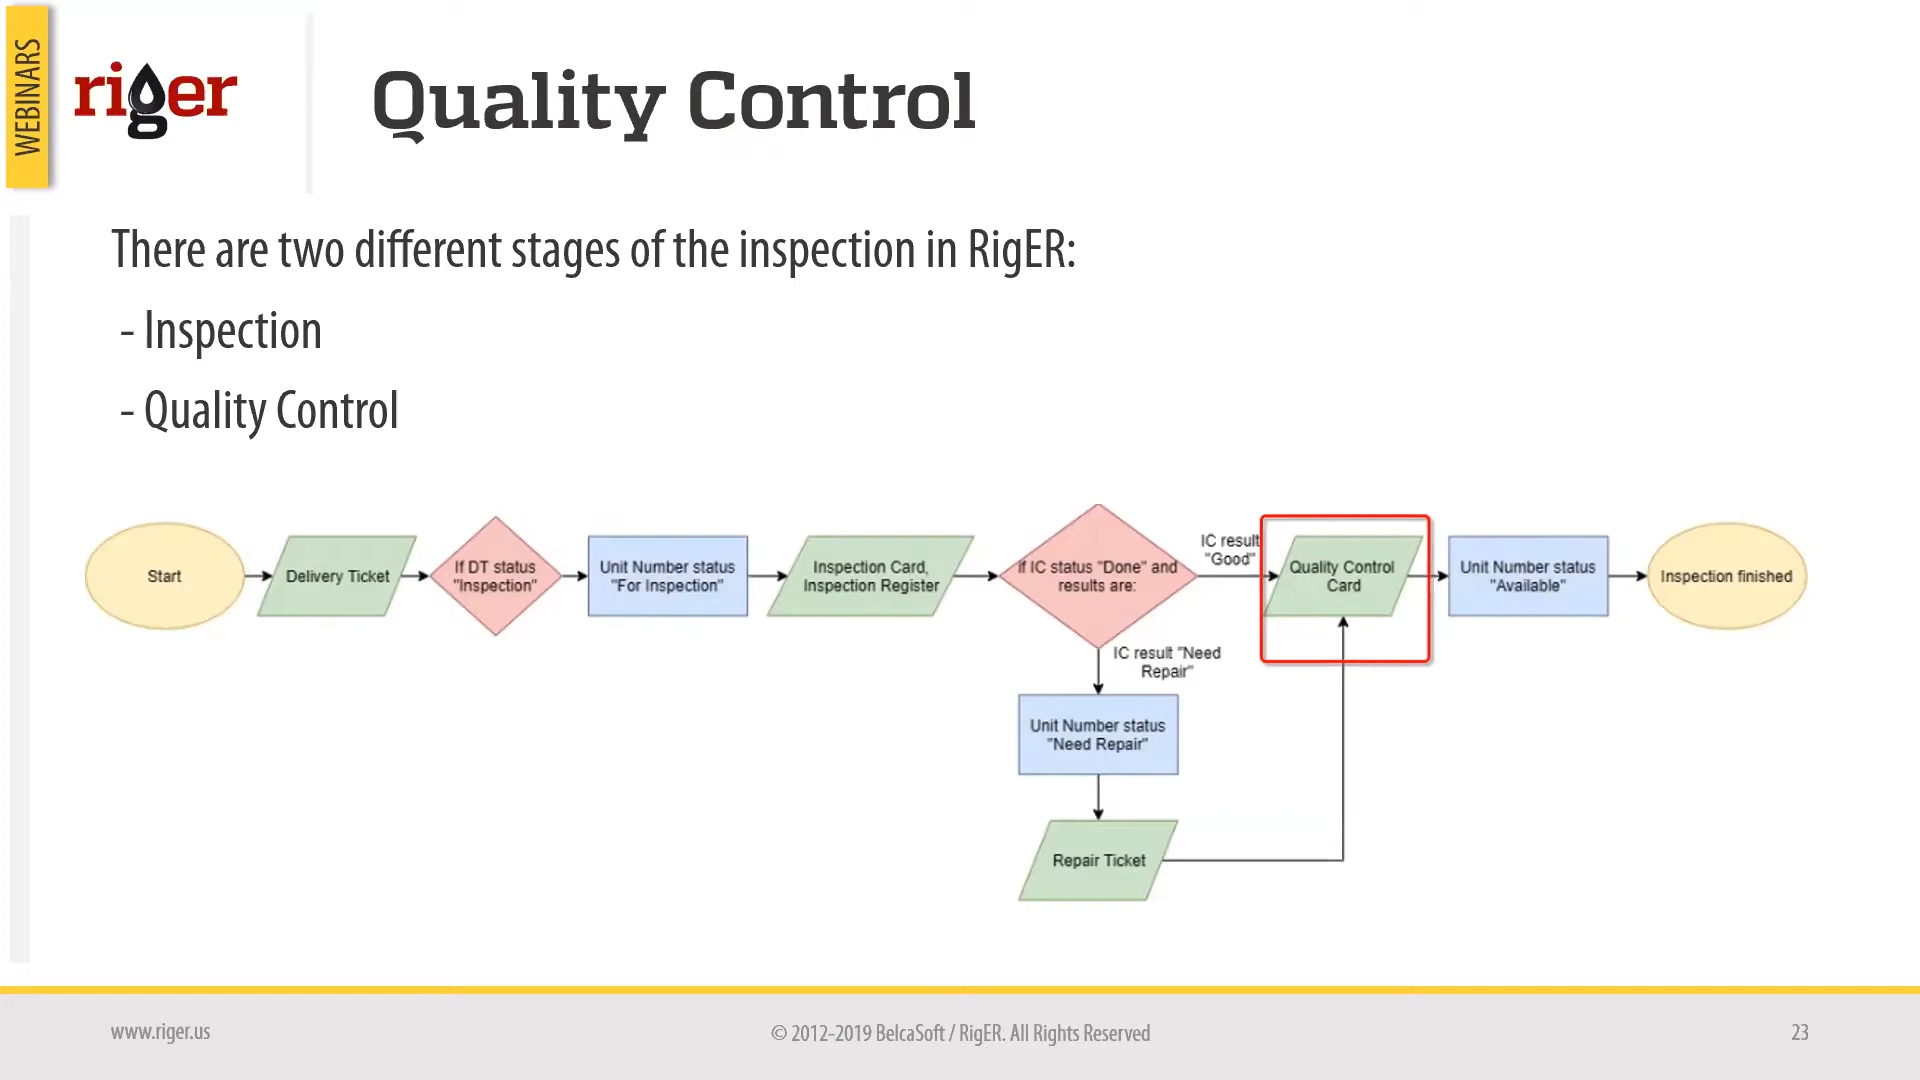 WEBINARS
riger
Quality Control
There are two different stages of the inspection in RigER:
- Inspection
- Quality Control
Start
Delivery Ticket
If DT status
"Inspection"
Unit Number status
"For Inspection"
Inspection Card,
Inspection Register
If IC status "Done" and
results are:
IC result
"Good"
Quality Control
Card
Unit Number status
"Available"
Inspection finished
IC result "Need
Repair"
Unit Number status
"Need Repair"
Repair Ticket
www.riger.us
© 2012-2019 BelcaSoft / RigER. All Rights Reserved
23